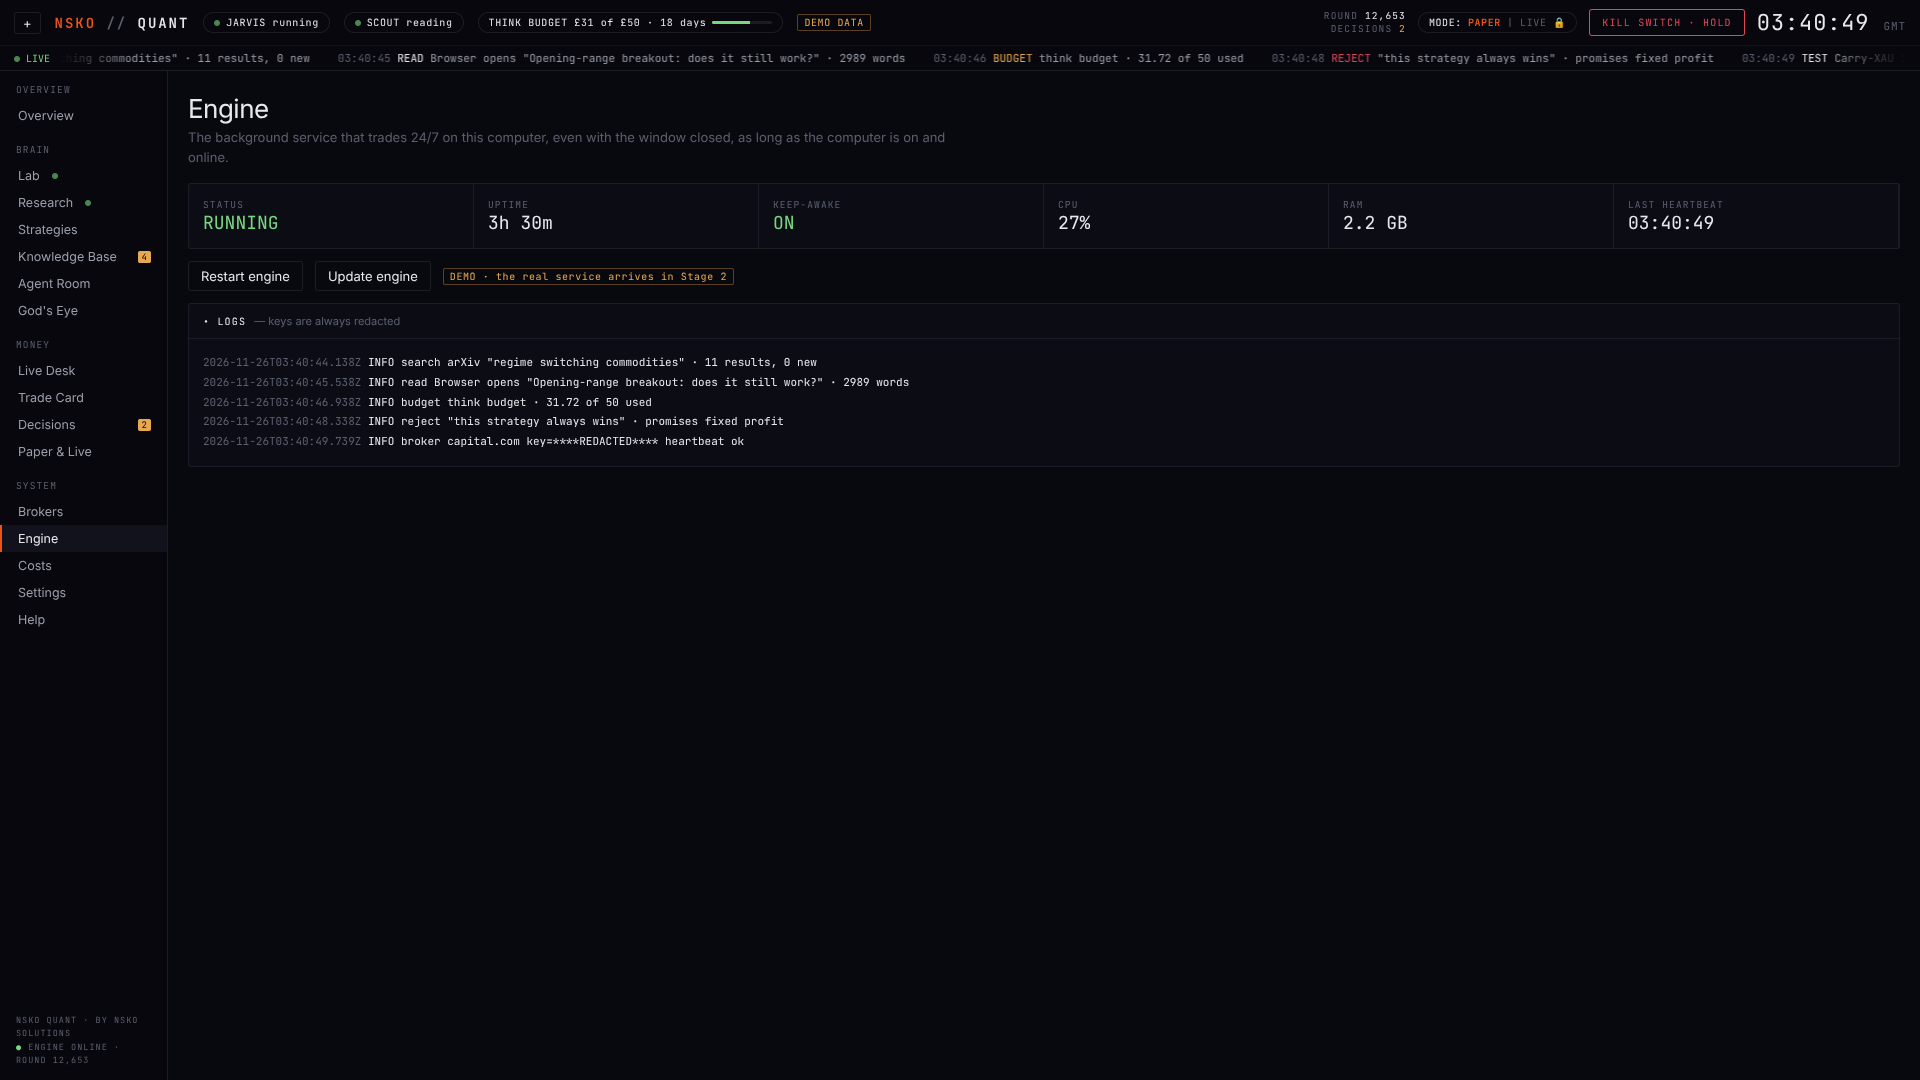 +
NSKO // QUANT
JARVIS running
SCOUT reading
THINK BUDGET £31 of £50 · 18 days
DEMO DATA
ROUND 12,653
DECISIONS 2
MODE: PAPER | LIVE 🔒
KILL SWITCH · HOLD
03:40:49 GMT
LIVE
hing commodities" · 11 results, 0 new 03:40:45 READ Browser opens "Opening-range breakout: does it still work?" · 2989 words 03:40:46 BUDGET think budget · 31.72 of 50 used 03:40:48 REJECT "this strategy always wins" · promises fixed profit 03:40:49 TEST Carry-XAU
OVERVIEW
Overview
BRAIN
Lab
Research
Strategies
Knowledge Base 4
Agent Room
God's Eye
MONEY
Live Desk
Trade Card
Decisions 2
Paper & Live
SYSTEM
Brokers
Engine
Costs
Settings
Help
NSKO QUANT · BY NSKO
SOLUTIONS
ENGINE ONLINE ·
ROUND 12,653
Engine
The background service that trades 24/7 on this computer, even with the window closed, as long as the computer is on and
online.
STATUS
RUNNING
UPTIME
3h 30m
KEEP-AWAKE
ON
CPU
27%
RAM
2.2 GB
LAST HEARTBEAT
03:40:49
Restart engine
Update engine
DEMO · the real service arrives in Stage 2
• LOGS — keys are always redacted
2026-11-26T03:40:44.138Z INFO search arXiv "regime switching commodities" · 11 results, 0 new
2026-11-26T03:40:45.538Z INFO read Browser opens "Opening-range breakout: does it still work?" · 2989 words
2026-11-26T03:40:46.938Z INFO budget think budget · 31.72 of 50 used
2026-11-26T03:40:48.338Z INFO reject "this strategy always wins" · promises fixed profit
2026-11-26T03:40:49.739Z INFO broker capital.com key=****REDACTED**** heartbeat ok